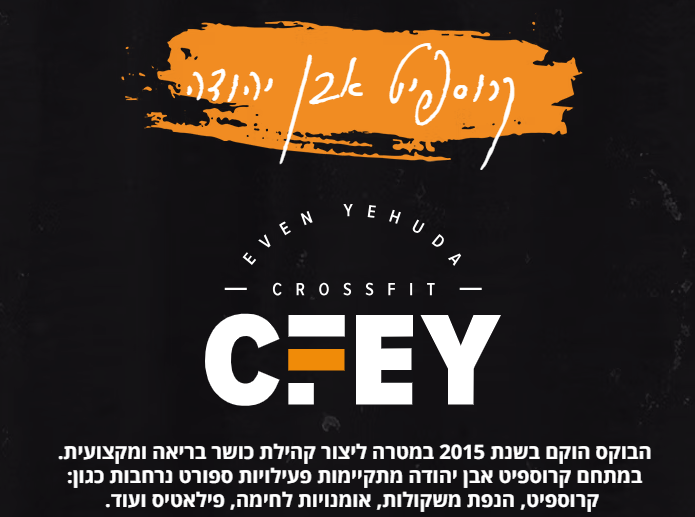 קרוספיט אבן יהודה
EVEN YEHUDA
CROSSFIT
CFEY
הבוקס הוקם בשנת 2015 במטרה ליצור קהילת כושר בריאה ומקצועית.
במתחם קרוספיט אבן יהודה מתקיימות פעילויות ספורט נרחבות כגון:
קרוספיט, הנפת משקולות, אומנויות לחימה, פילאטיס ועוד.